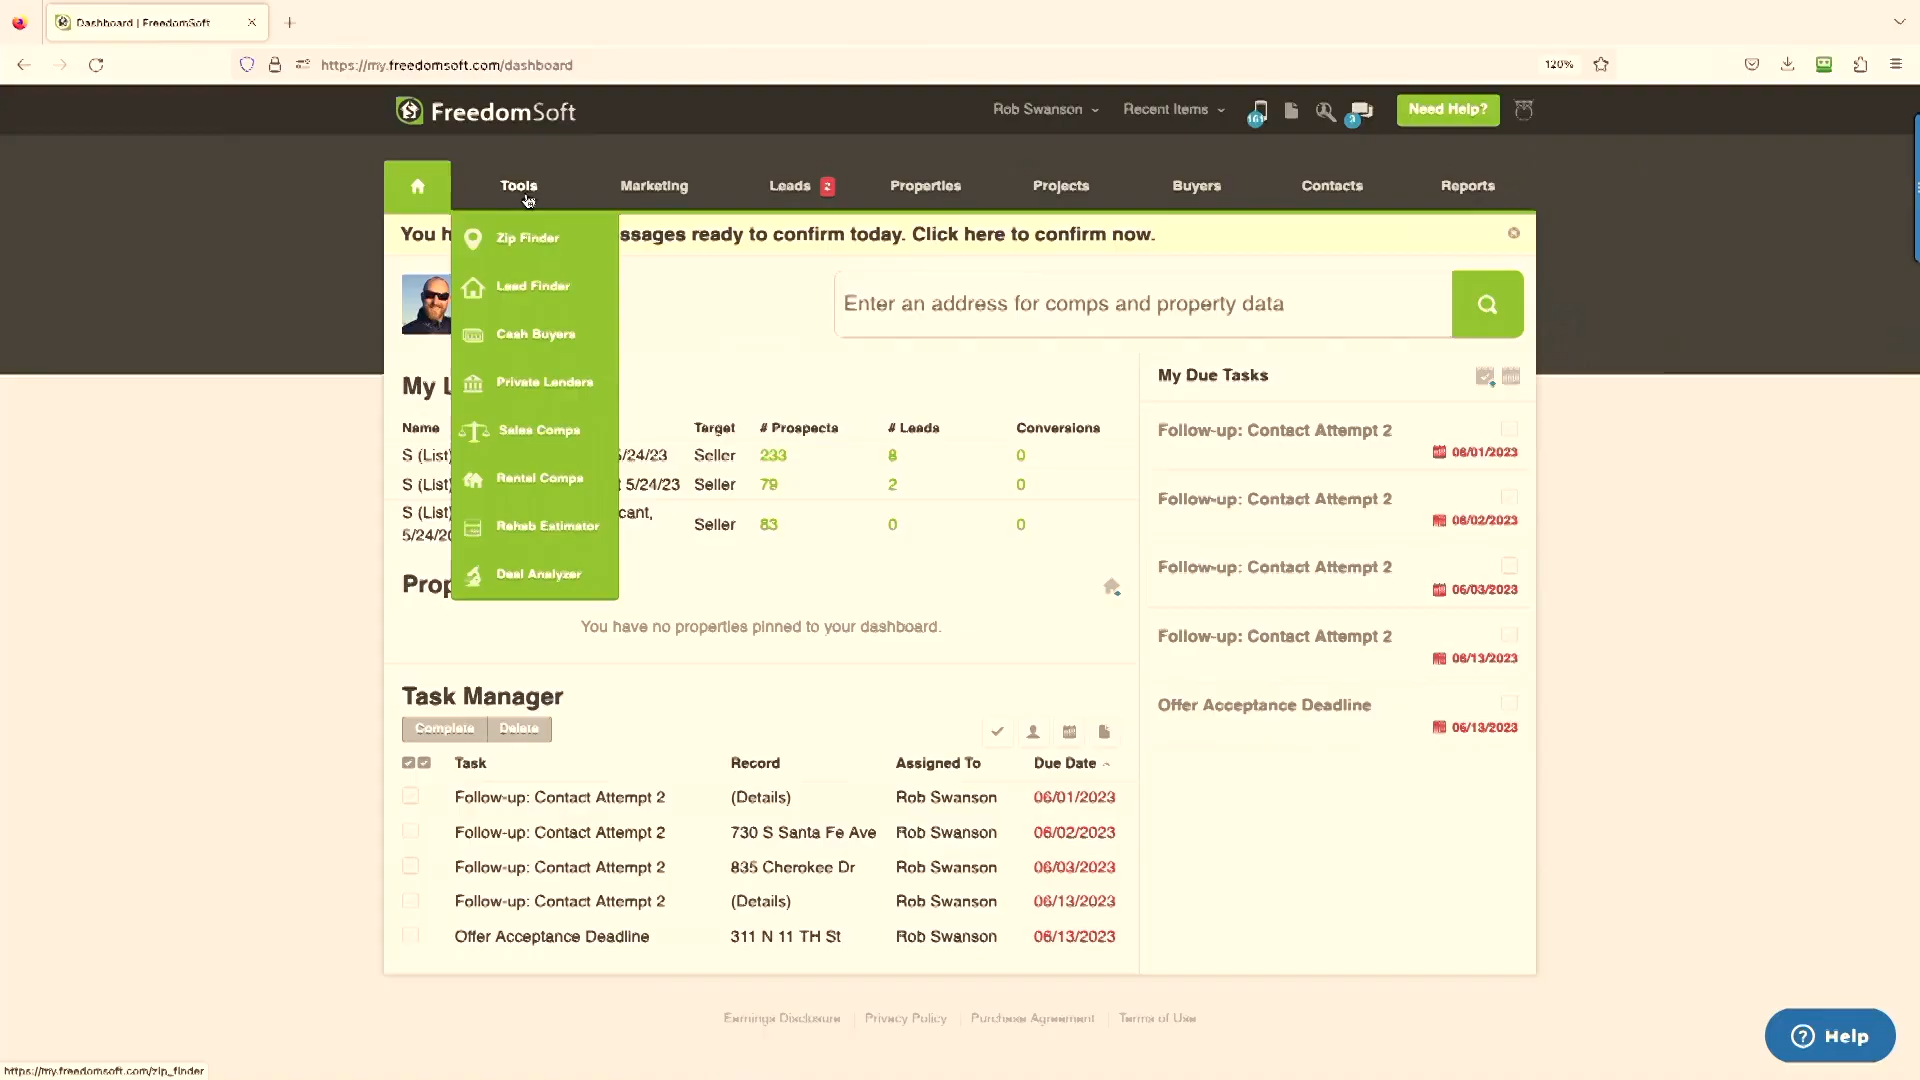 Dashboard | FreedomSoft
https://my.freedomsoft.com/dashboard
120%
FreedomSoft
Rob Swanson
Recent Items
161
3
Need Help?
Tools
Marketing
Leads 2
Properties
Projects
Buyers
Contacts
Reports
You h
ssages ready to confirm today. Click here to confirm now.
Zip Finder
Lead Finder
Cash Buyers
Private Lenders
Sales Comps
Rental Comps
Rehab Estimator
Deal Analyzer
Enter an address for comps and property data
My L
Name Target # Prospects # Leads Conversions
S (List) 5/24/23 Seller 233 8 0
S (List) t 5/24/23 Seller 79 2 0
S (List) cant,
5/24/20 Seller 83 0 0
Prop
You have no properties pinned to your dashboard.
My Due Tasks
Follow-up: Contact Attempt 2
06/01/2023
Follow-up: Contact Attempt 2
06/02/2023
Follow-up: Contact Attempt 2
06/03/2023
Follow-up: Contact Attempt 2
06/13/2023
Offer Acceptance Deadline
06/13/2023
Task Manager
Complete Delete
Task Record Assigned To Due Date
Follow-up: Contact Attempt 2 (Details) Rob Swanson 06/01/2023
Follow-up: Contact Attempt 2 730 S Santa Fe Ave Rob Swanson 06/02/2023
Follow-up: Contact Attempt 2 835 Cherokee Dr Rob Swanson 06/03/2023
Follow-up: Contact Attempt 2 (Details) Rob Swanson 06/13/2023
Offer Acceptance Deadline 311 N 11 TH St Rob Swanson 06/13/2023
Earnings Disclosure Privacy Policy Purchase Agreement Terms of Use
Help
https://my.freedomsoft.com/zip_finder